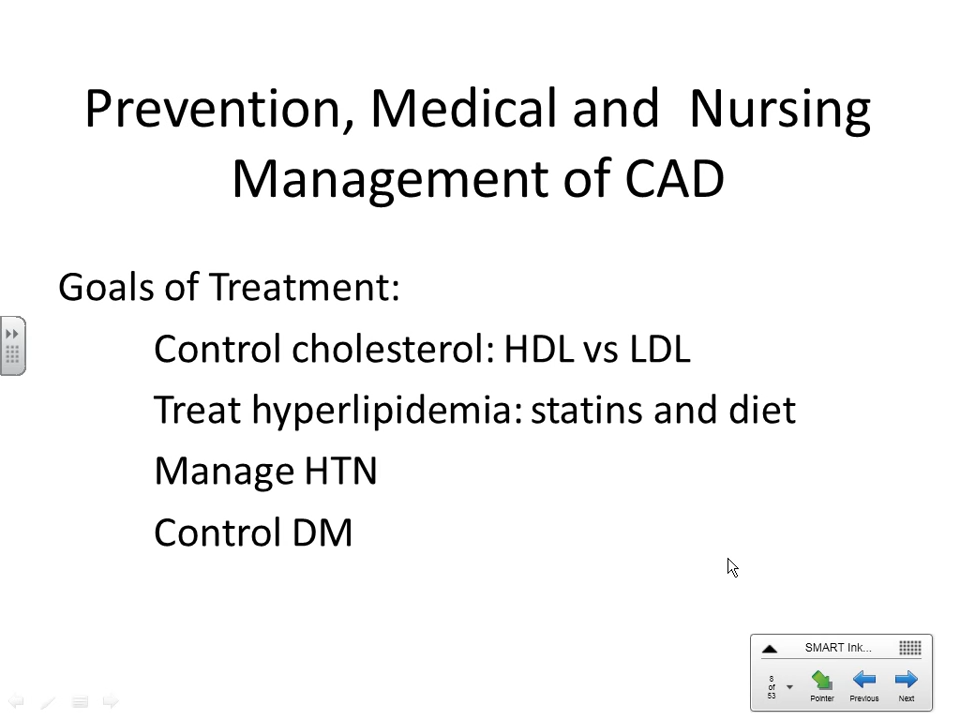 Prevention, Medical and  Nursing
Management of CAD
Goals of Treatment:
Control cholesterol: HDL vs LDL
Treat hyperlipidemia: statins and diet
Manage HTN
Control DM
SMART Ink...
8
of
53
Pointer Previous Next